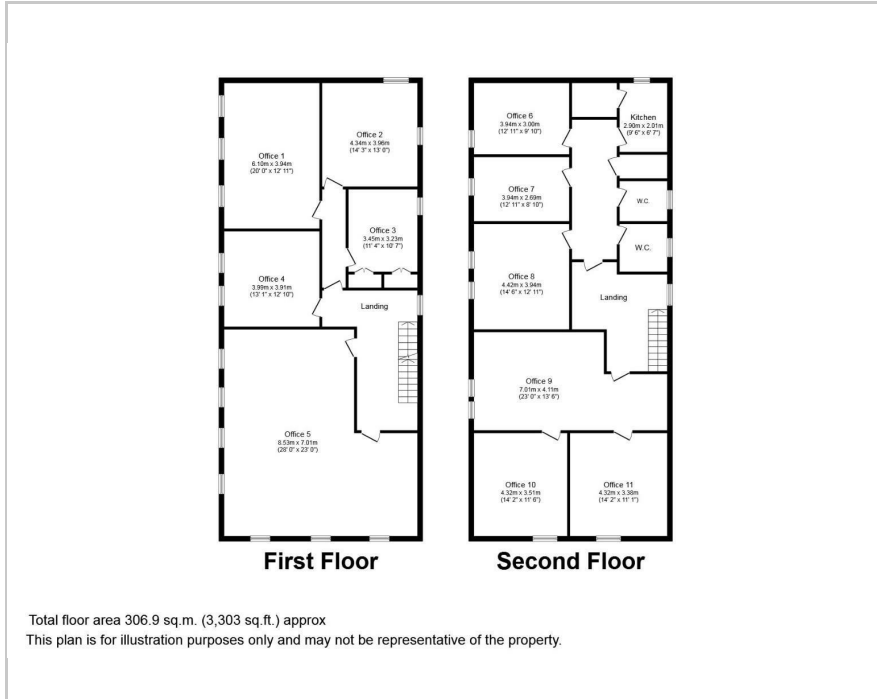 Office 1
6.10m x 3.94m
(20' 0" x 12' 11")
Office 2
4.34m x 3.96m
(14' 3" x 13' 0")
Office 3
3.45m x 3.23m
(11' 4" x 10' 7")
Office 4
3.99m x 3.91m
(13' 1" x 12' 10")
Landing
Office 5
8.53m x 7.01m
(28' 0" x 23' 0")
First Floor
Office 6
3.94m x 3.00m
(12' 11" x 9' 10")
Kitchen
2.90m x 2.01m
(9' 6" x 6' 7")
Office 7
3.94m x 2.69m
(12' 11" x 8' 10")
W.C.
W.C.
Office 8
4.42m x 3.94m
(14' 6" x 12' 11")
Landing
Office 9
7.01m x 4.11m
(23' 0" x 13' 6")
Office 10
4.32m x 3.51m
(14' 2" x 11' 6")
Office 11
4.32m x 3.38m
(14' 2" x 11' 1")
Second Floor
Total floor area 306.9 sq.m. (3,303 sq.ft.) approx
This plan is for illustration purposes only and may not be representative of the property.